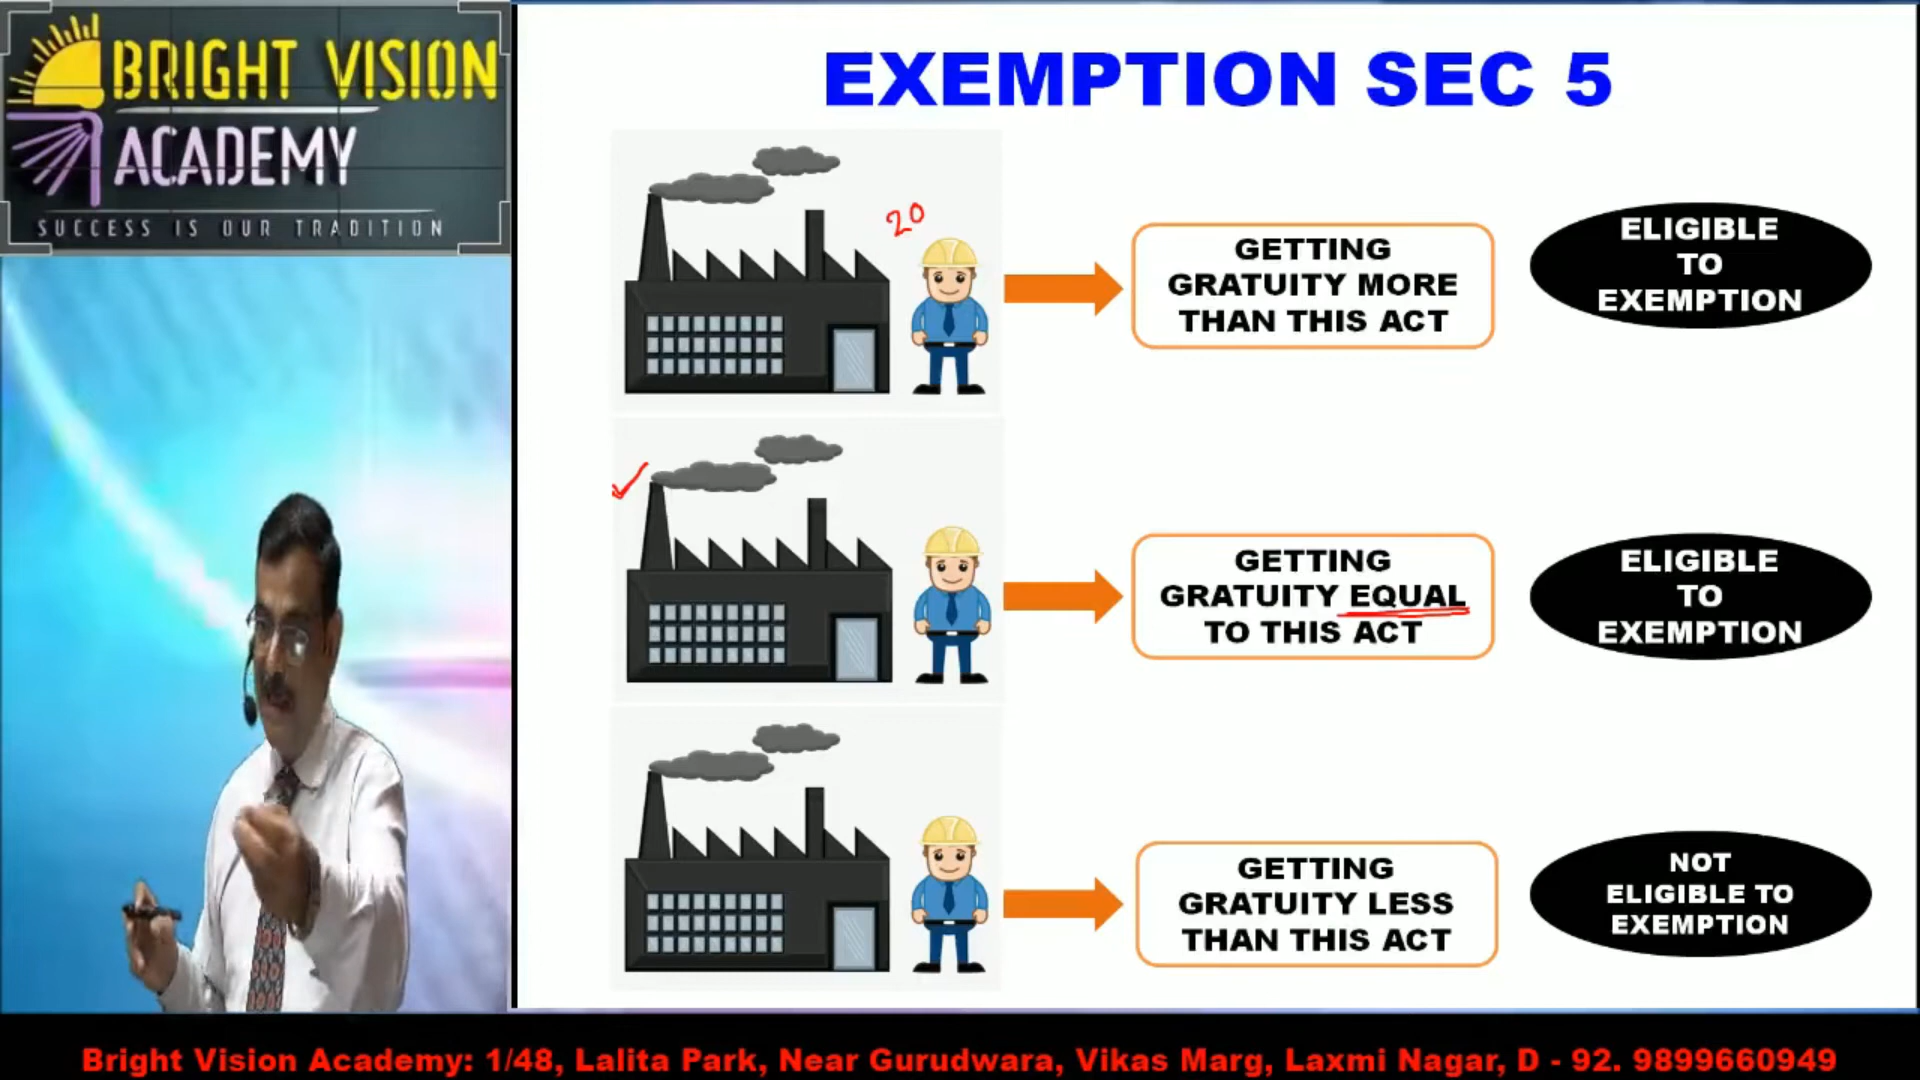 BRIGHT VISION
ACADEMY
SUCCESS IS OUR TRADITION
EXEMPTION SEC 5
20
GETTING
GRATUITY MORE
THAN THIS ACT
ELIGIBLE
TO
EXEMPTION
GETTING
GRATUITY EQUAL
TO THIS ACT
ELIGIBLE
TO
EXEMPTION
GETTING
GRATUITY LESS
THAN THIS ACT
NOT
ELIGIBLE TO
EXEMPTION
Bright Vision Academy: 1/48, Lalita Park, Near Gurudwara, Vikas Marg, Laxmi Nagar, D - 92. 9899660949